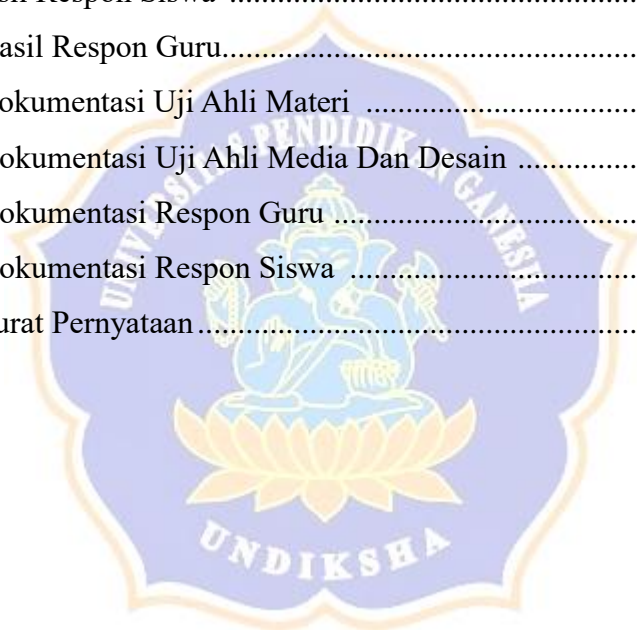 Respon Siswa ..........................................
asil Respon Guru..........................................
okumentasi Uji Ahli Materi ...........................
okumentasi Uji Ahli Media Dan Desain ............
okumentasi Respon Guru ................................
okumentasi Respon Siswa ..............................
urat Pernyataan..............................................
UNIVERSITAS PENDIDIKAN GANESHA
UNDIKSHA